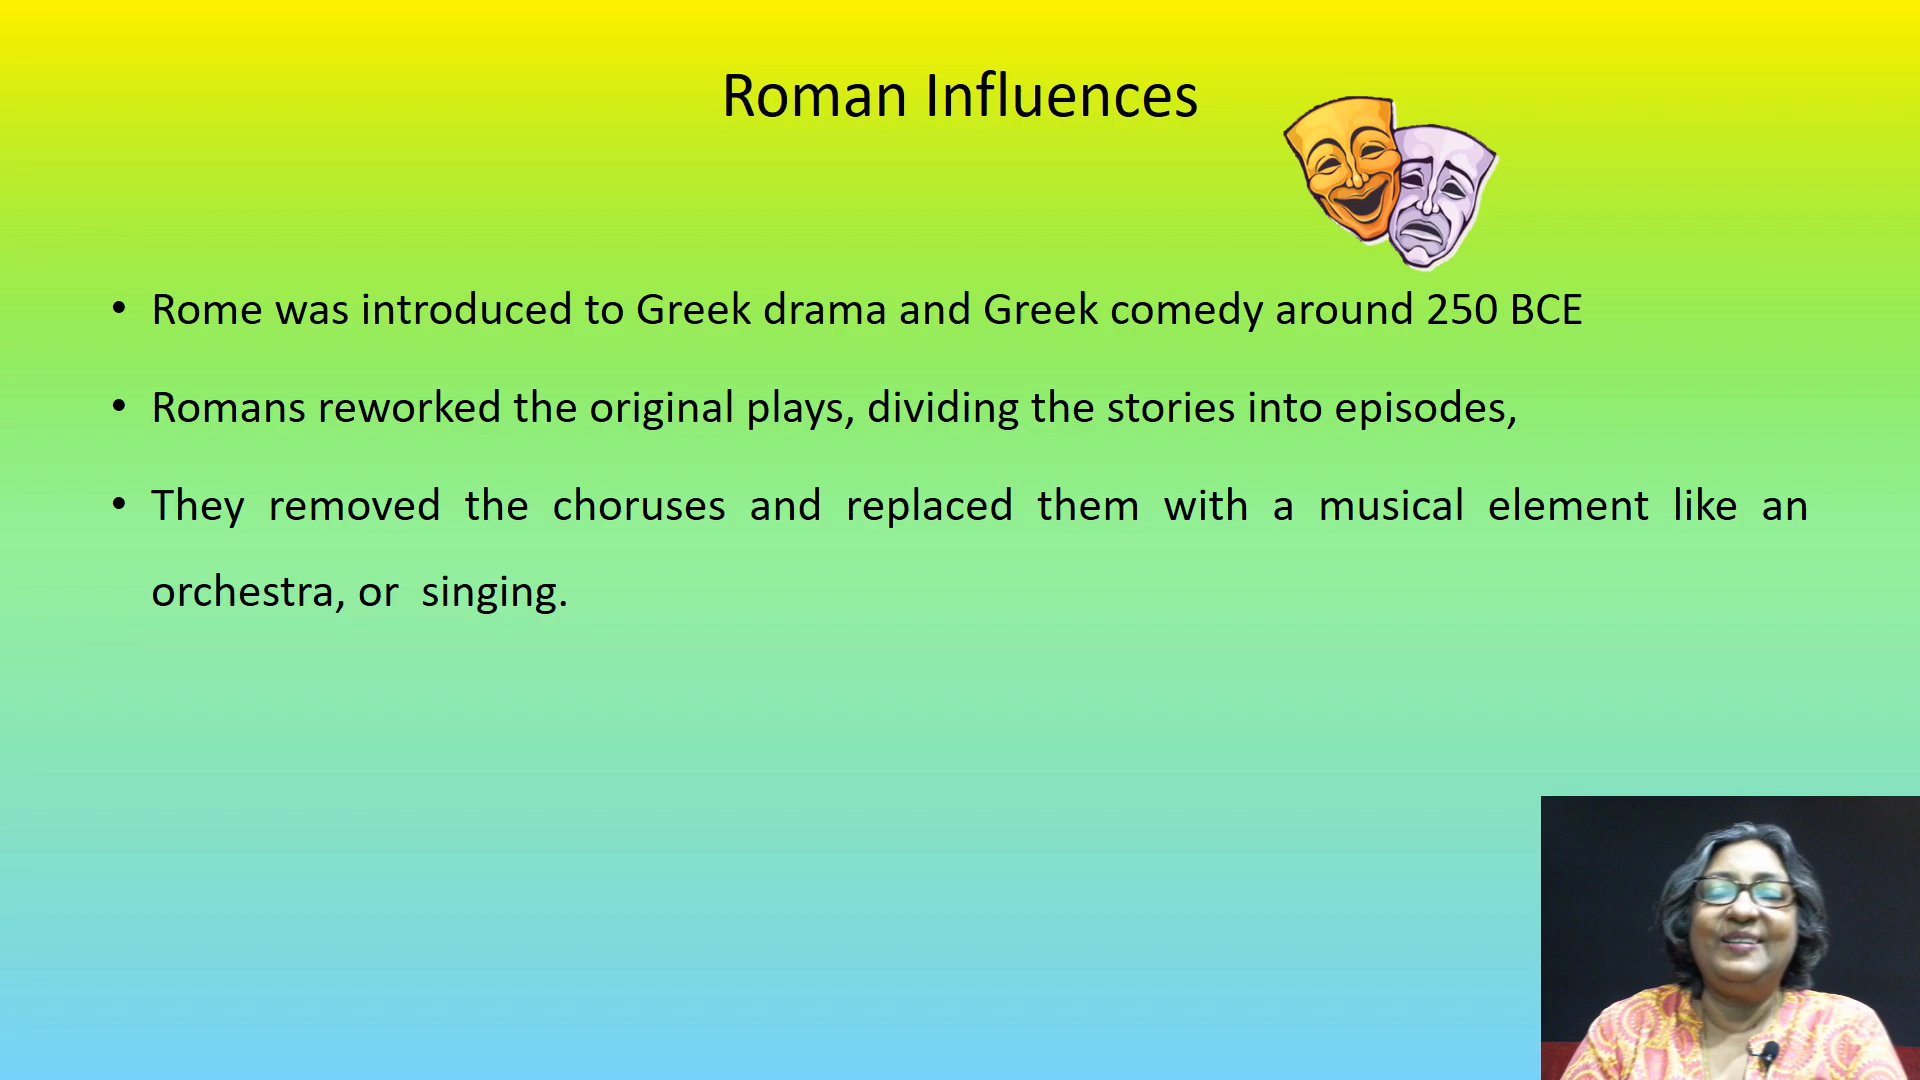 Roman Influences
• Rome was introduced to Greek drama and Greek comedy around 250 BCE
• Romans reworked the original plays, dividing the stories into episodes,
• They removed the choruses and replaced them with a musical element like an
orchestra, or  singing.